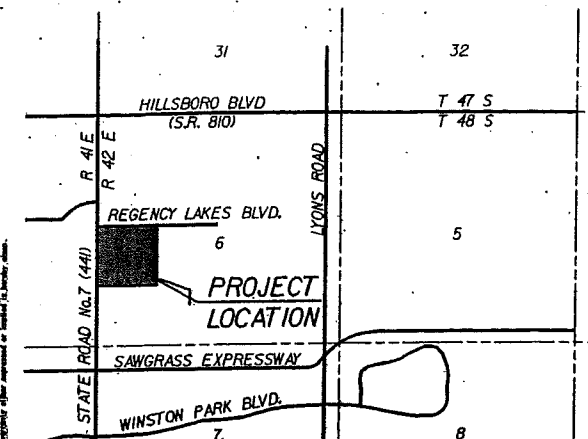 31
32
HILLSBORO BLVD
(S.R. 810)
T 47 S
T 48 S
R 41 E
R 42 E
LYONS ROAD
REGENCY LAKES BLVD.
6
5
STATE ROAD No.7 (441)
PROJECT
LOCATION
SAWGRASS EXPRESSWAY
WINSTON PARK BLVD.
7
8